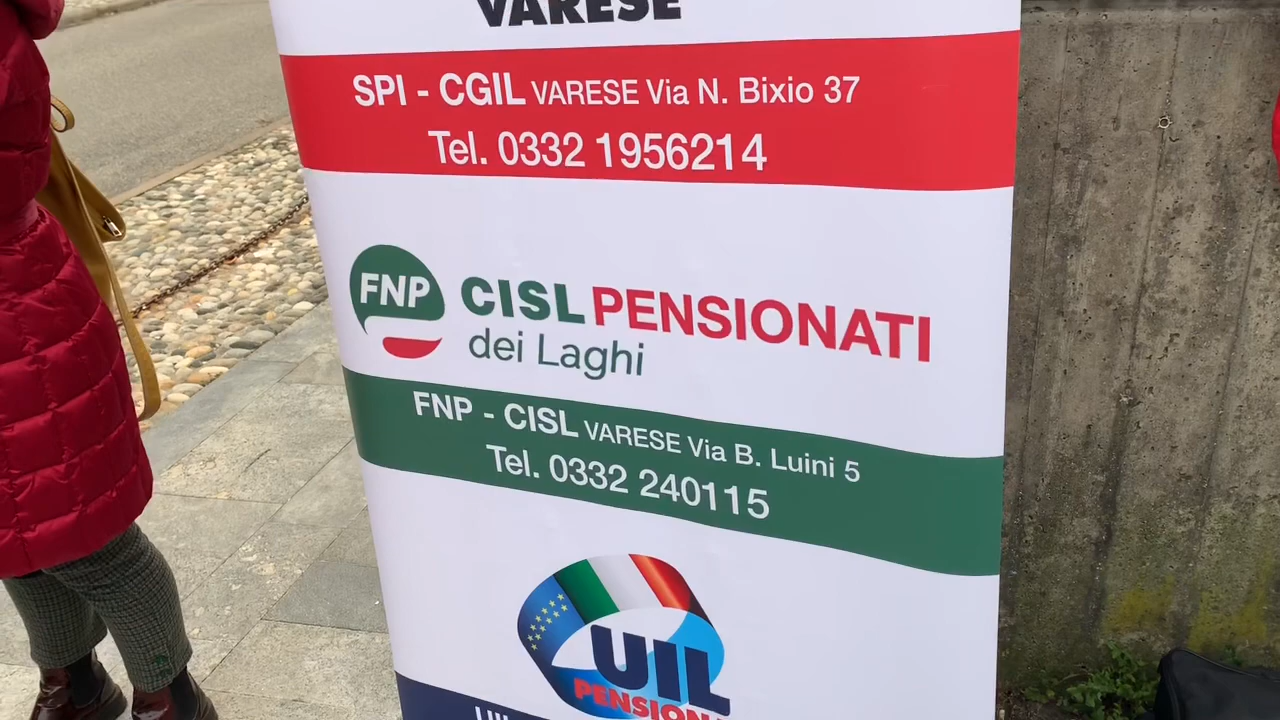 VARESE
SPI - CGIL VARESE Via N. Bixio 37
Tel. 0332 1956214
FNP
CISL PENSIONATI
dei Laghi
FNP - CISL VARESE Via B. Luini 5
Tel. 0332 240115
UIL